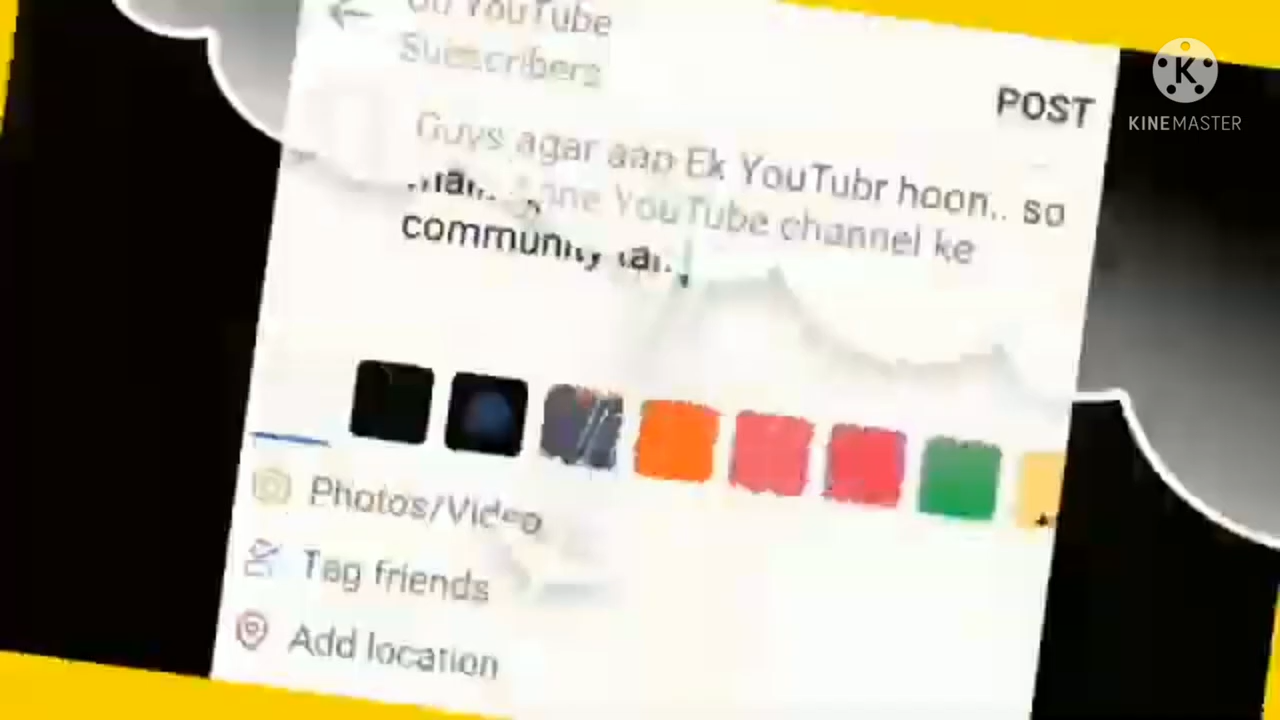 YouTube
Suescribers
POST
Guys agar aap Ek YouTubr hoon.. so
YouTube channel ke
community
Photos/Video
Tag friends
Add location
K
KINEMASTER